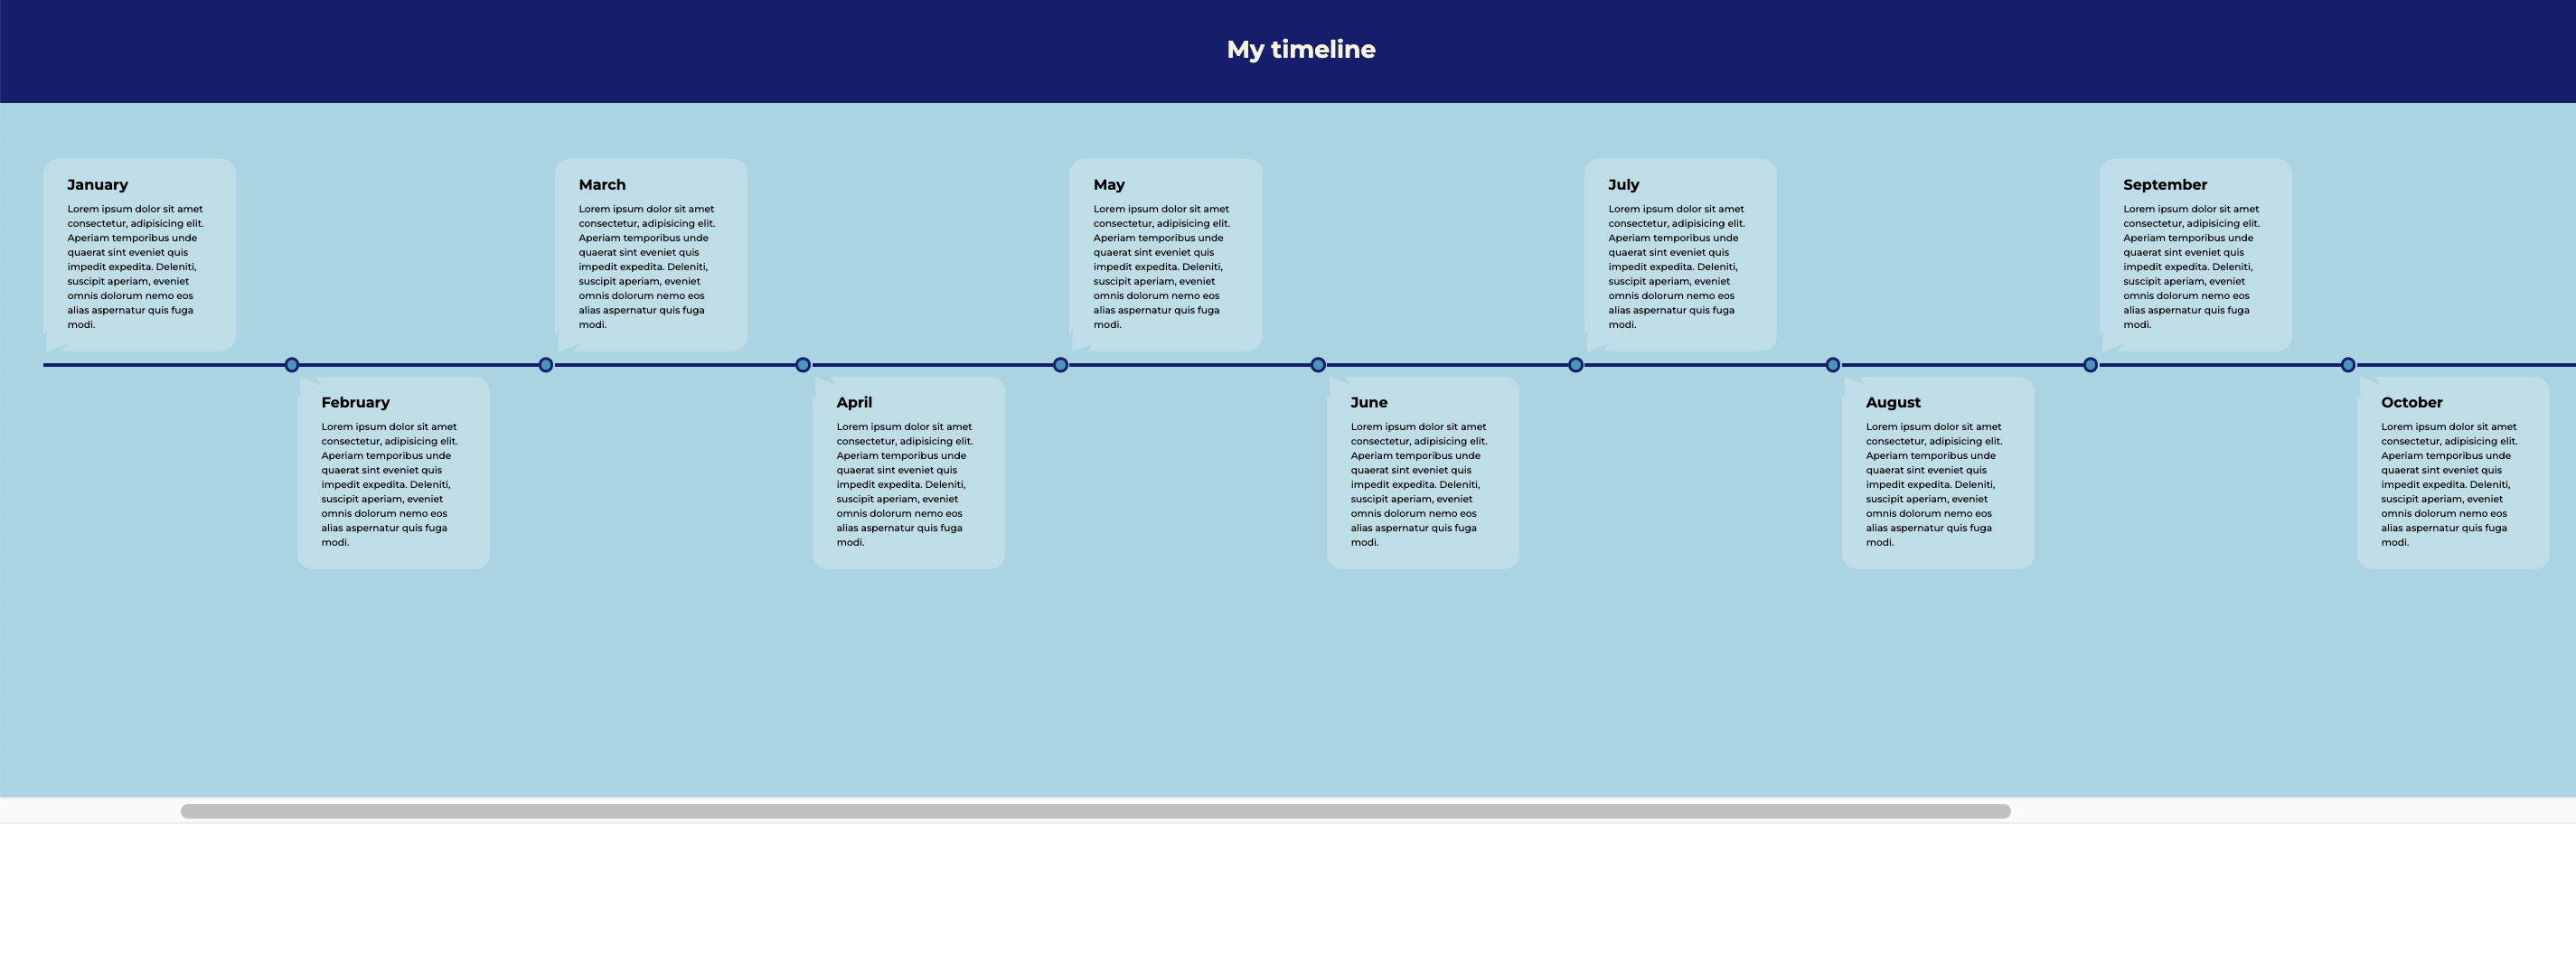 My timeline
January
Lorem ipsum dolor sit amet
consectetur, adipisicing elit.
Aperiam temporibus unde
quaerat sint eveniet quis
impedit expedita. Deleniti,
suscipit aperiam, eveniet
omnis dolorum nemo eos
alias aspernatur quis fuga
modi.
February
Lorem ipsum dolor sit amet
consectetur, adipisicing elit.
Aperiam temporibus unde
quaerat sint eveniet quis
impedit expedita. Deleniti,
suscipit aperiam, eveniet
omnis dolorum nemo eos
alias aspernatur quis fuga
modi.
March
Lorem ipsum dolor sit amet
consectetur, adipisicing elit.
Aperiam temporibus unde
quaerat sint eveniet quis
impedit expedita. Deleniti,
suscipit aperiam, eveniet
omnis dolorum nemo eos
alias aspernatur quis fuga
modi.
April
Lorem ipsum dolor sit amet
consectetur, adipisicing elit.
Aperiam temporibus unde
quaerat sint eveniet quis
impedit expedita. Deleniti,
suscipit aperiam, eveniet
omnis dolorum nemo eos
alias aspernatur quis fuga
modi.
May
Lorem ipsum dolor sit amet
consectetur, adipisicing elit.
Aperiam temporibus unde
quaerat sint eveniet quis
impedit expedita. Deleniti,
suscipit aperiam, eveniet
omnis dolorum nemo eos
alias aspernatur quis fuga
modi.
June
Lorem ipsum dolor sit amet
consectetur, adipisicing elit.
Aperiam temporibus unde
quaerat sint eveniet quis
impedit expedita. Deleniti,
suscipit aperiam, eveniet
omnis dolorum nemo eos
alias aspernatur quis fuga
modi.
July
Lorem ipsum dolor sit amet
consectetur, adipisicing elit.
Aperiam temporibus unde
quaerat sint eveniet quis
impedit expedita. Deleniti,
suscipit aperiam, eveniet
omnis dolorum nemo eos
alias aspernatur quis fuga
modi.
August
Lorem ipsum dolor sit amet
consectetur, adipisicing elit.
Aperiam temporibus unde
quaerat sint eveniet quis
impedit expedita. Deleniti,
suscipit aperiam, eveniet
omnis dolorum nemo eos
alias aspernatur quis fuga
modi.
September
Lorem ipsum dolor sit amet
consectetur, adipisicing elit.
Aperiam temporibus unde
quaerat sint eveniet quis
impedit expedita. Deleniti,
suscipit aperiam, eveniet
omnis dolorum nemo eos
alias aspernatur quis fuga
modi.
October
Lorem ipsum dolor sit amet
consectetur, adipisicing elit.
Aperiam temporibus unde
quaerat sint eveniet quis
impedit expedita. Deleniti,
suscipit aperiam, eveniet
omnis dolorum nemo eos
alias aspernatur quis fuga
modi.